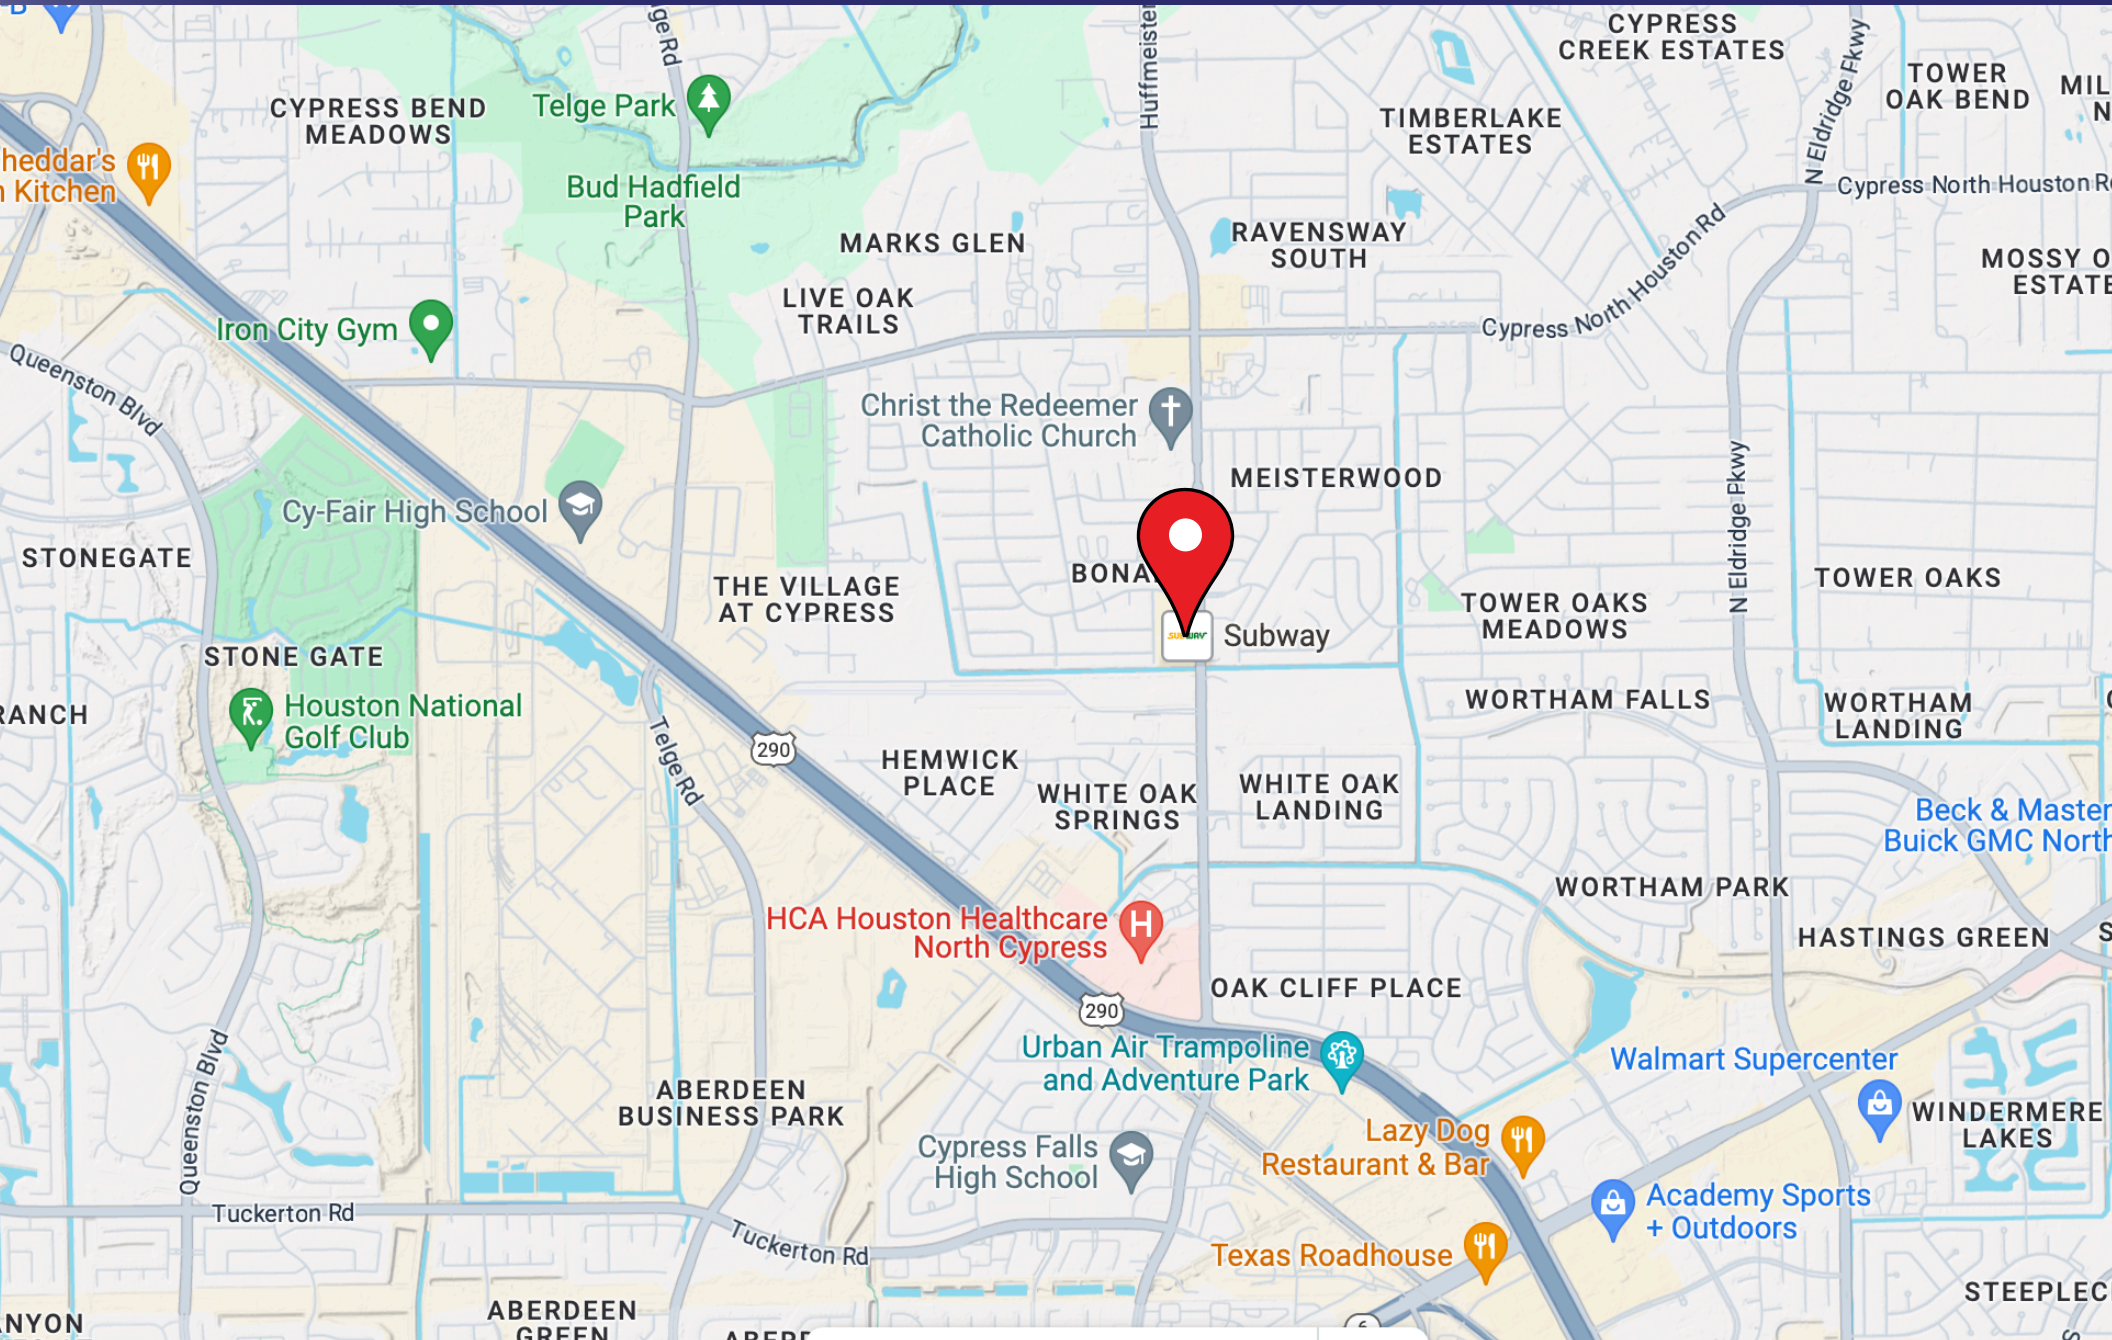 CYPRESS
CREEK ESTATES
TOWER
OAK BEND
N Eldridge Pkwy
Huffmeister
CYPRESS BEND
MEADOWS
Telge Park
TIMBERLAKE
ESTATES
heddar's
n Kitchen
Bud Hadfield
Park
Cypress North Houston R
MARKS GLEN
RAVENSWAY
SOUTH
MOSSY O
ESTATE
LIVE OAK
TRAILS
Iron City Gym
Cypress North Houston Rd
Queenston Blvd
Christ the Redeemer
Catholic Church
MEISTERWOOD
Cy-Fair High School
N Eldridge Pkwy
STONEGATE
BONA
THE VILLAGE
AT CYPRESS
TOWER OAKS
TOWER OAKS
MEADOWS
SUBWAY
Subway
STONE GATE
Houston National
Golf Club
RANCH
WORTHAM FALLS
WORTHAM
LANDING
Telge Rd
290
HEMWICK
PLACE
WHITE OAK
SPRINGS
WHITE OAK
LANDING
Beck & Master
Buick GMC North
WORTHAM PARK
HCA Houston Healthcare
North Cypress
H
HASTINGS GREEN
OAK CLIFF PLACE
290
Urban Air Trampoline
and Adventure Park
Walmart Supercenter
ABERDEEN
BUSINESS PARK
Queenston Blvd
WINDERMERE
LAKES
Lazy Dog
Restaurant & Bar
Cypress Falls
High School
Academy Sports
+ Outdoors
Tuckerton Rd
Tuckerton Rd
Texas Roadhouse
STEEPLEC
ABERDEEN
GREEN
NYON
6